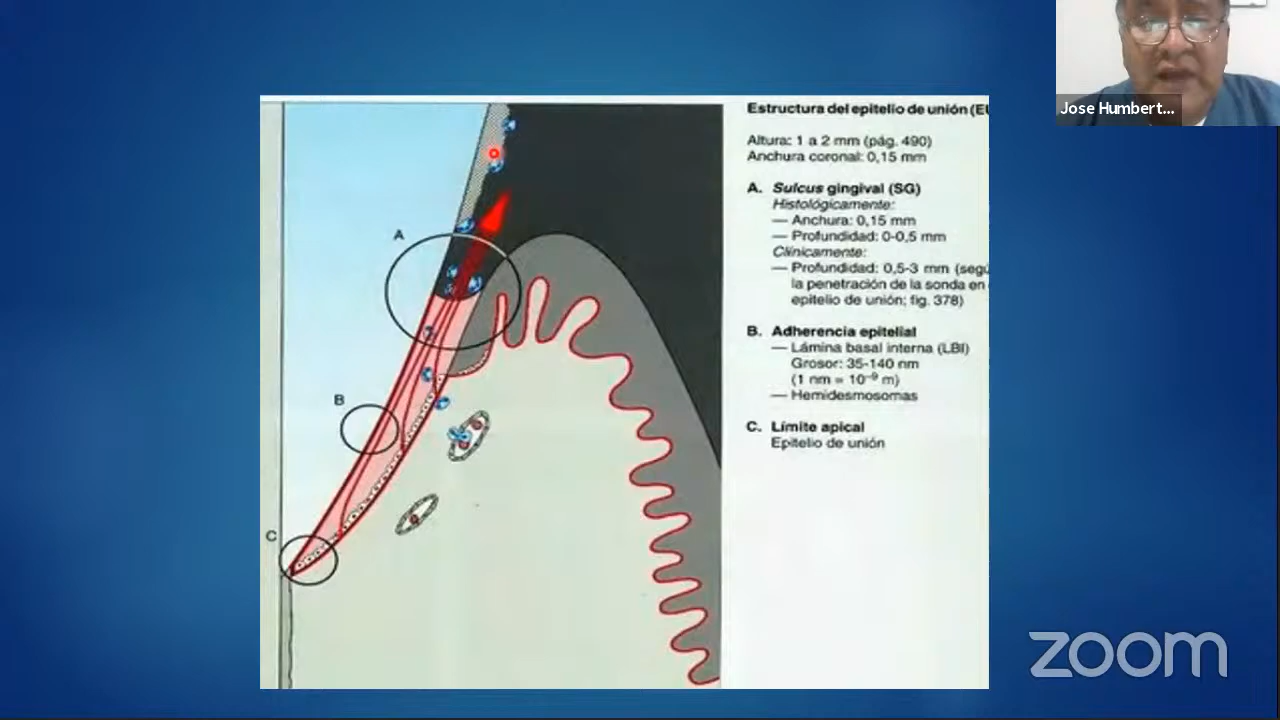 Jose Humbert...
Estructura del epitelio de unión (EU
Altura: 1 a 2 mm (pág. 490)
Anchura coronal: 0,15 mm
A. Sulcus gingival (SG)
Histológicamente:
— Anchura: 0,15 mm
— Profundidad: 0-0,5 mm
Clínicamente:
— Profundidad: 0,5-3 mm (segú
la penetración de la sonda en
epitelio de unión; fig. 378)
B. Adherencia epitelial
— Lámina basal interna (LBI)
Grosor: 35-140 nm
(1 nm = 10⁻⁹ m)
— Hemidesmosomas
C. Límite apical
Epitelio de unión
A
B
C
zoom